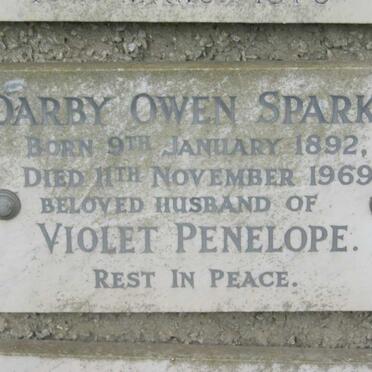 DARBY OWEN SPARK
BORN 9TH JANUARY 1892,
DIED 11TH NOVEMBER 1969
BELOVED HUSBAND OF
VIOLET PENELOPE.
REST IN PEACE.